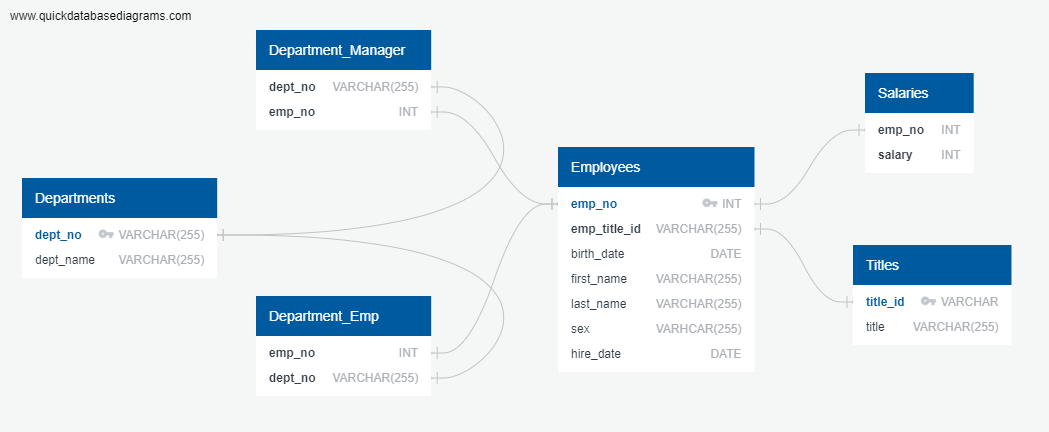 www.quickdatabasediagrams.com
Department_Manager
dept_no VARCHAR(255)
emp_no INT
Departments
dept_no VARCHAR(255)
dept_name VARCHAR(255)
Department_Emp
emp_no INT
dept_no VARCHAR(255)
Employees
emp_no INT
emp_title_id VARCHAR(255)
birth_date DATE
first_name VARCHAR(255)
last_name VARCHAR(255)
sex VARHCAR(255)
hire_date DATE
Salaries
emp_no INT
salary INT
Titles
title_id VARCHAR
title VARCHAR(255)